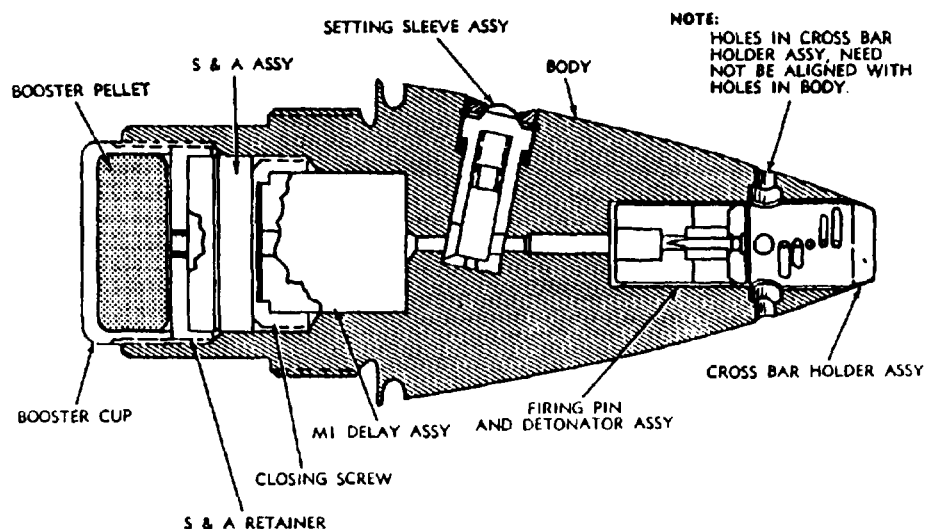 SETTING SLEEVE ASSY
NOTE:
HOLES IN CROSS BAR
HOLDER ASSY, NEED
NOT BE ALIGNED WITH
HOLES IN BODY.
S & A ASSY
BODY
BOOSTER PELLET
CROSS BAR HOLDER ASSY
FIRING PIN
AND DETONATOR ASSY
BOOSTER CUP
M1 DELAY ASSY
CLOSING SCREW
S & A RETAINER